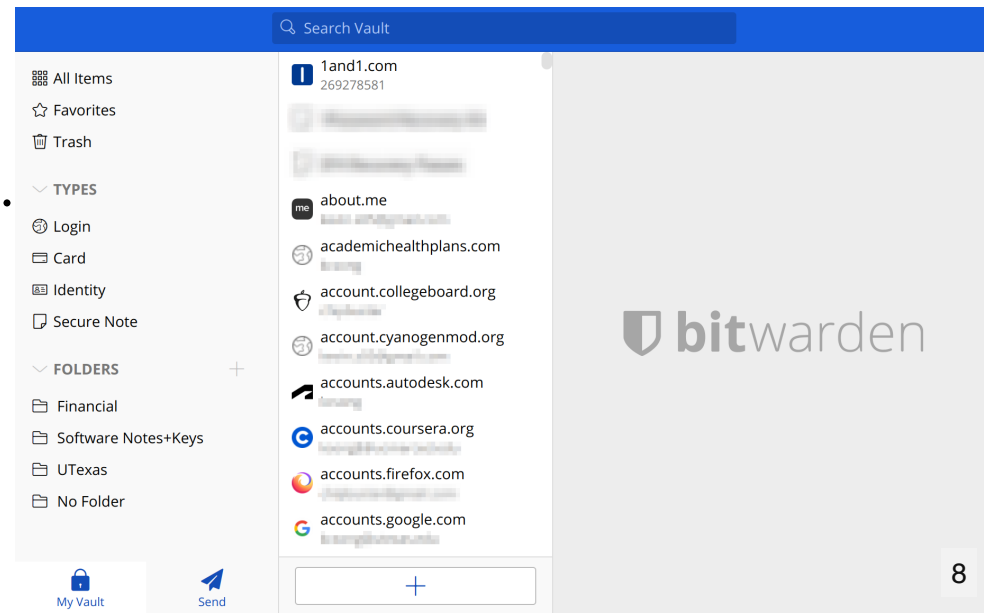 Search Vault
All Items
Favorites
Trash
TYPES
Login
Card
Identity
Secure Note
FOLDERS
Financial
Software Notes+Keys
UTexas
No Folder
My Vault
Send
1and1.com
269278581
me
about.me
academichealthplans.com
account.collegeboard.org
account.cyanogenmod.org
accounts.autodesk.com
accounts.coursera.org
accounts.firefox.com
accounts.google.com
bitwarden
8